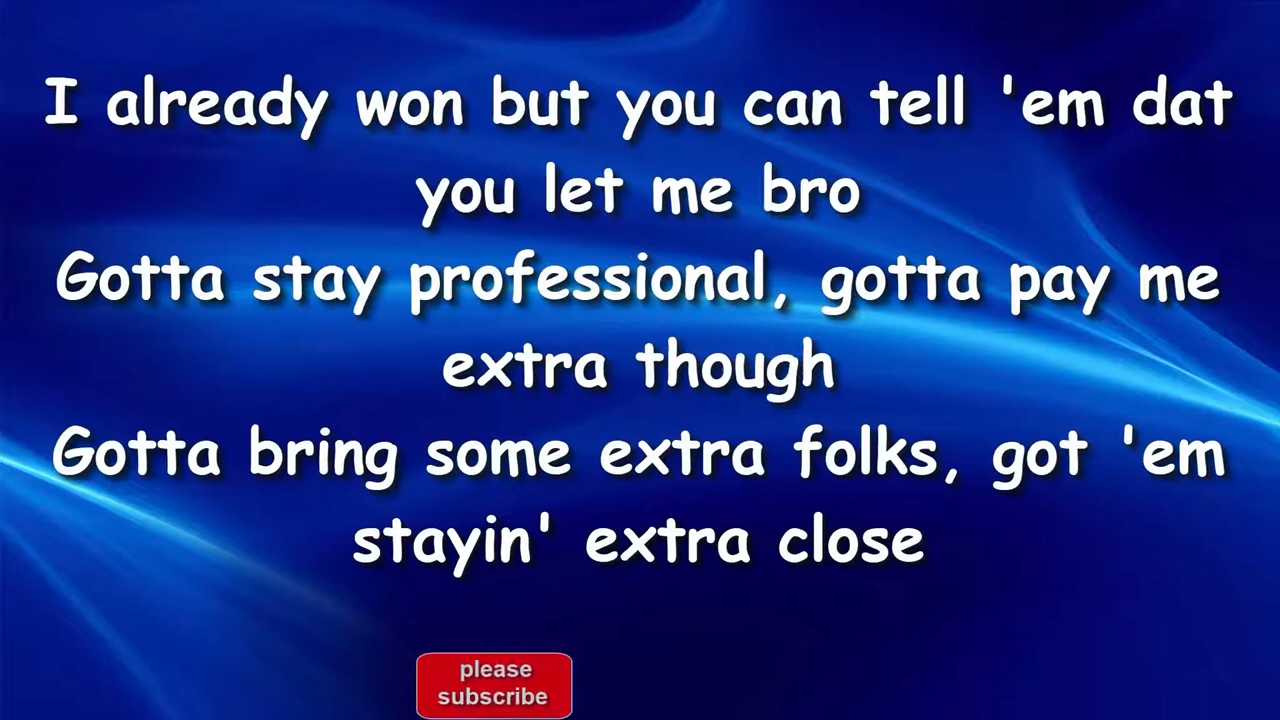 I already won but you can tell 'em dat
you let me bro
Gotta stay professional, gotta pay me
extra though
Gotta bring some extra folks, got 'em
stayin' extra close
please
subscribe